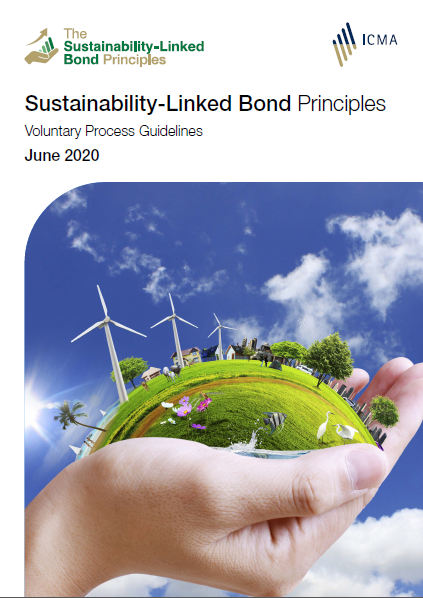 The
Sustainability-Linked
Bond Principles
ICMA
Sustainability-Linked Bond Principles
Voluntary Process Guidelines
June 2020